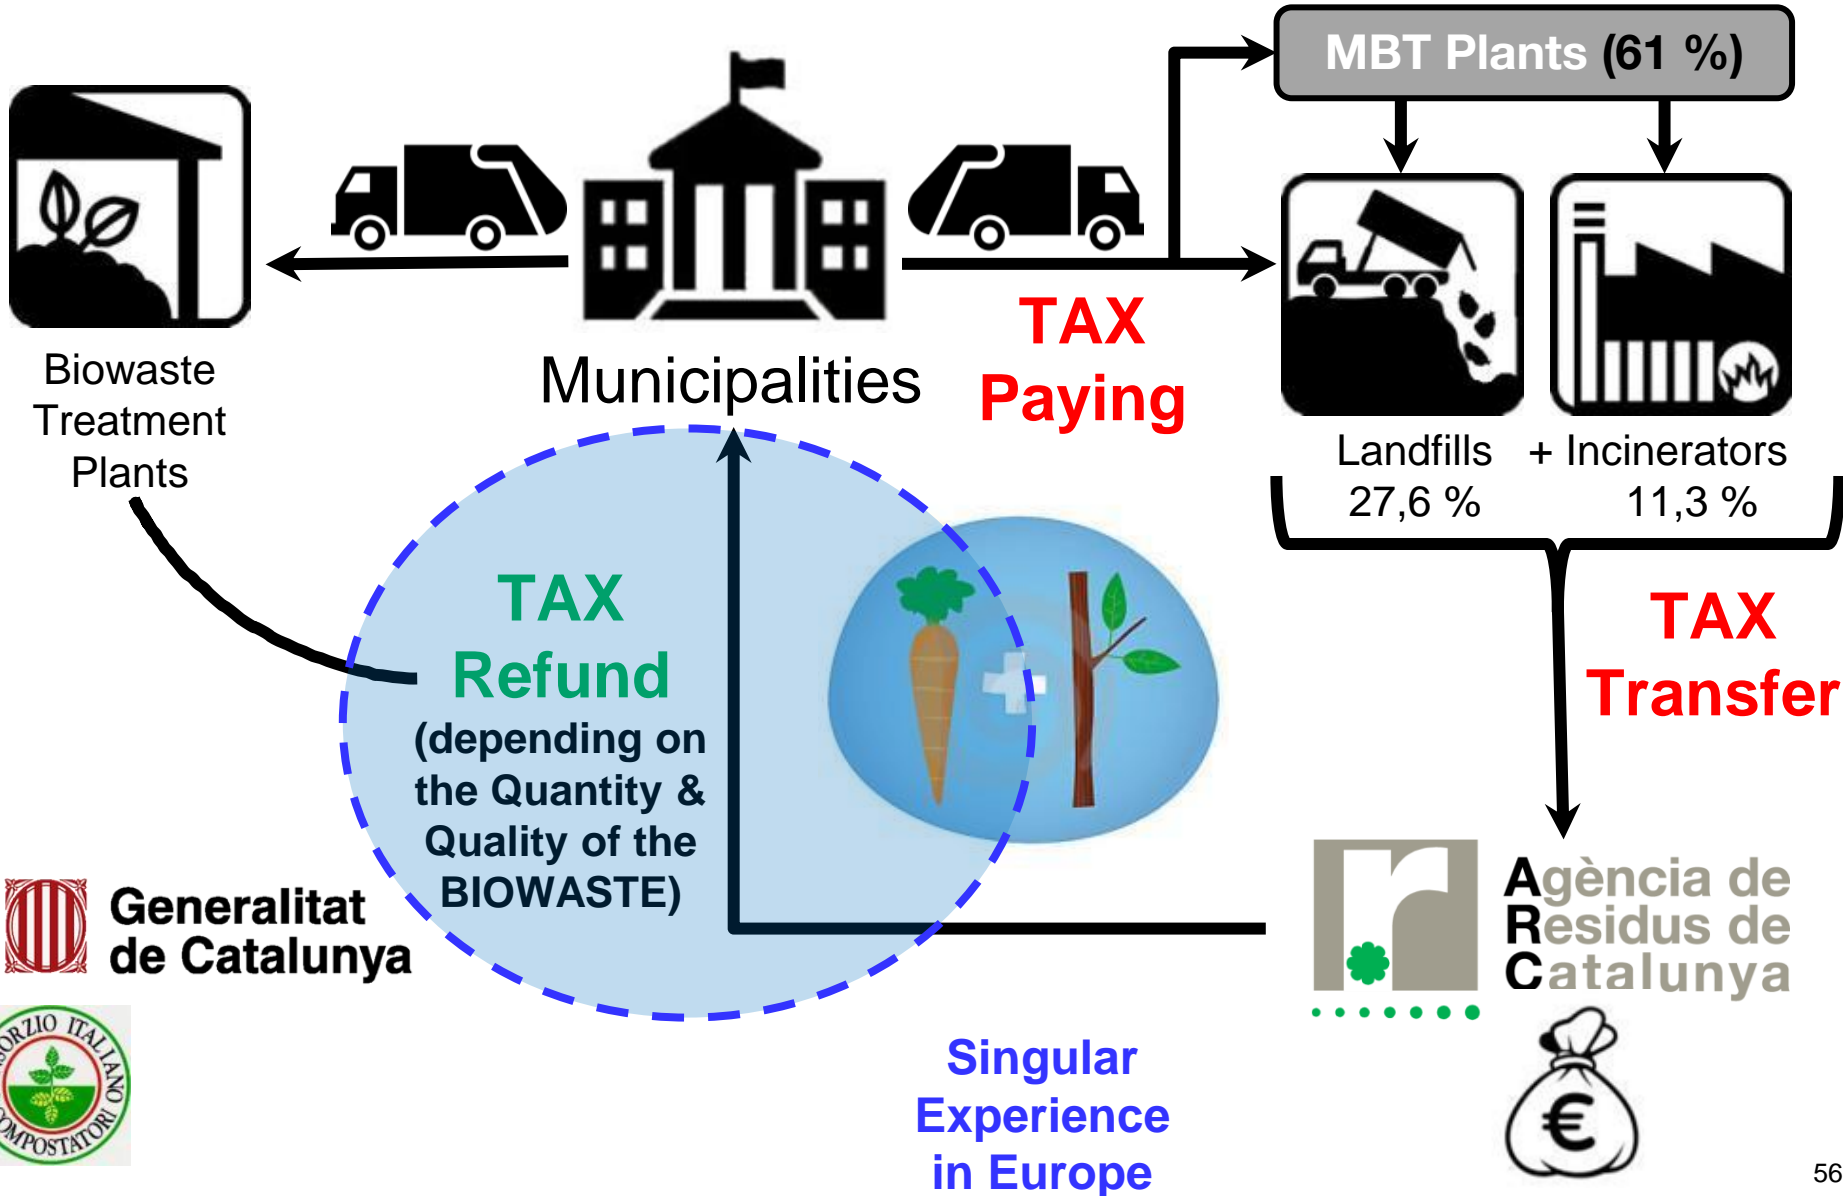 MBT Plants (61 %)
Biowaste
Treatment
Plants
Municipalities
TAX
Paying
Landfills + Incinerators
27,6 % 11,3 %
TAX
Refund
(depending on
the Quantity &
Quality of the
BIOWASTE)
TAX
Transfer
Generalitat
de Catalunya
Agència de
Residus de
Catalunya
ITALIANO
COMPOSTATORI
Singular
Experience
in Europe
€
56